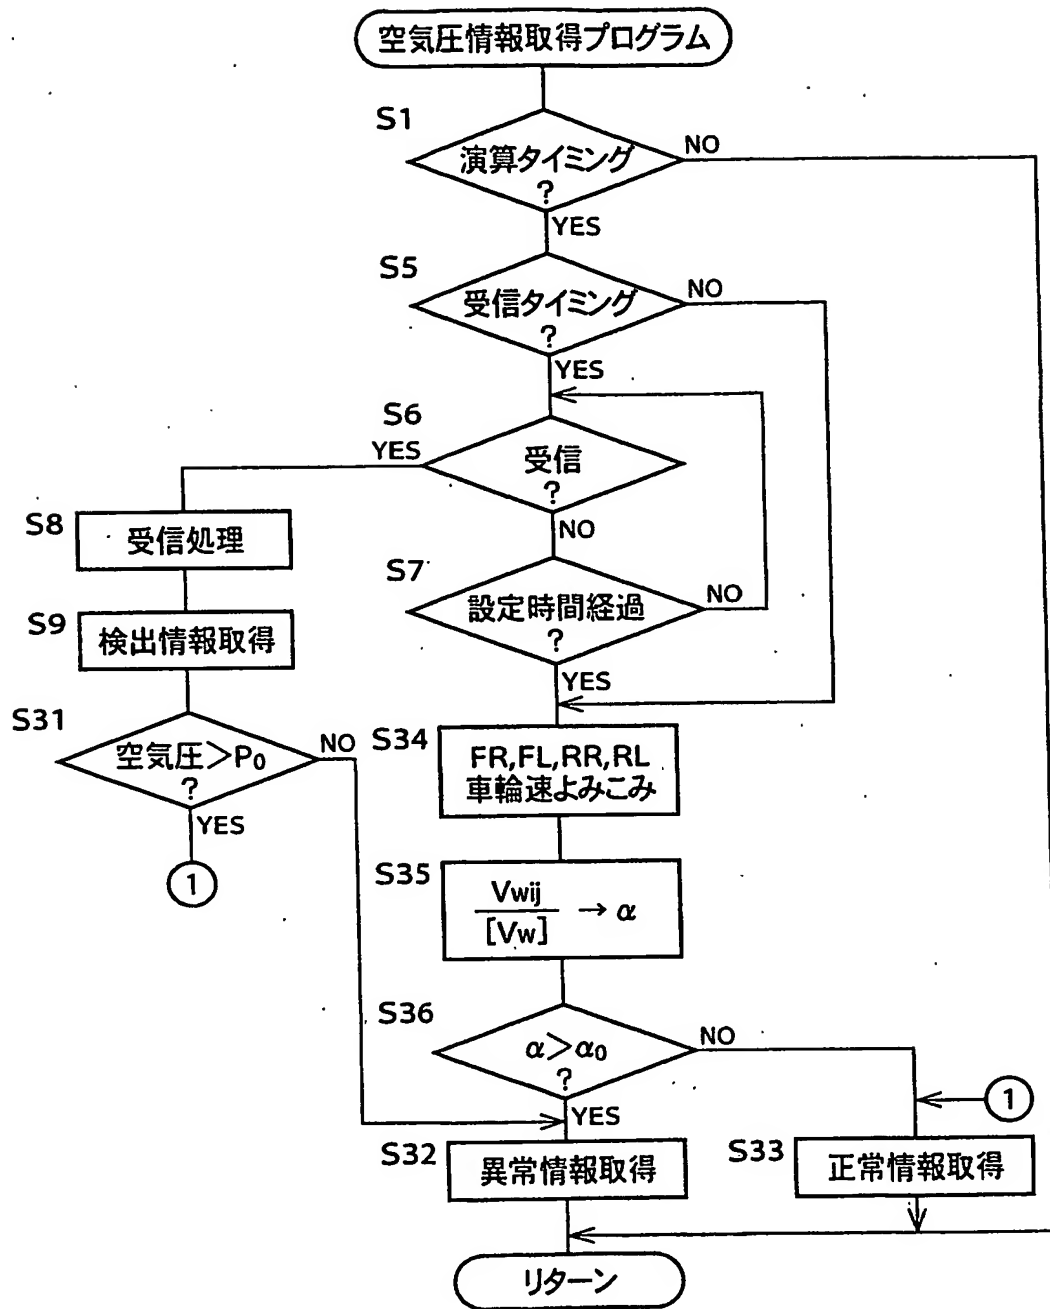 空気圧情報取得プログラム
S1
演算タイミング
?
NO
YES
S5
受信タイミング
?
NO
YES
S6
受信
?
YES
NO
S7
設定時間経過
?
NO
YES
S8
受信処理
S9
検出情報取得
S31
空気圧>P0
?
NO
YES
1
S34
FR,FL,RR,RL
車輪速よみこみ
S35
Vwij
[Vw]
→ α
S36
α>α0
?
NO
YES
1
S32
異常情報取得
S33
正常情報取得
リターン